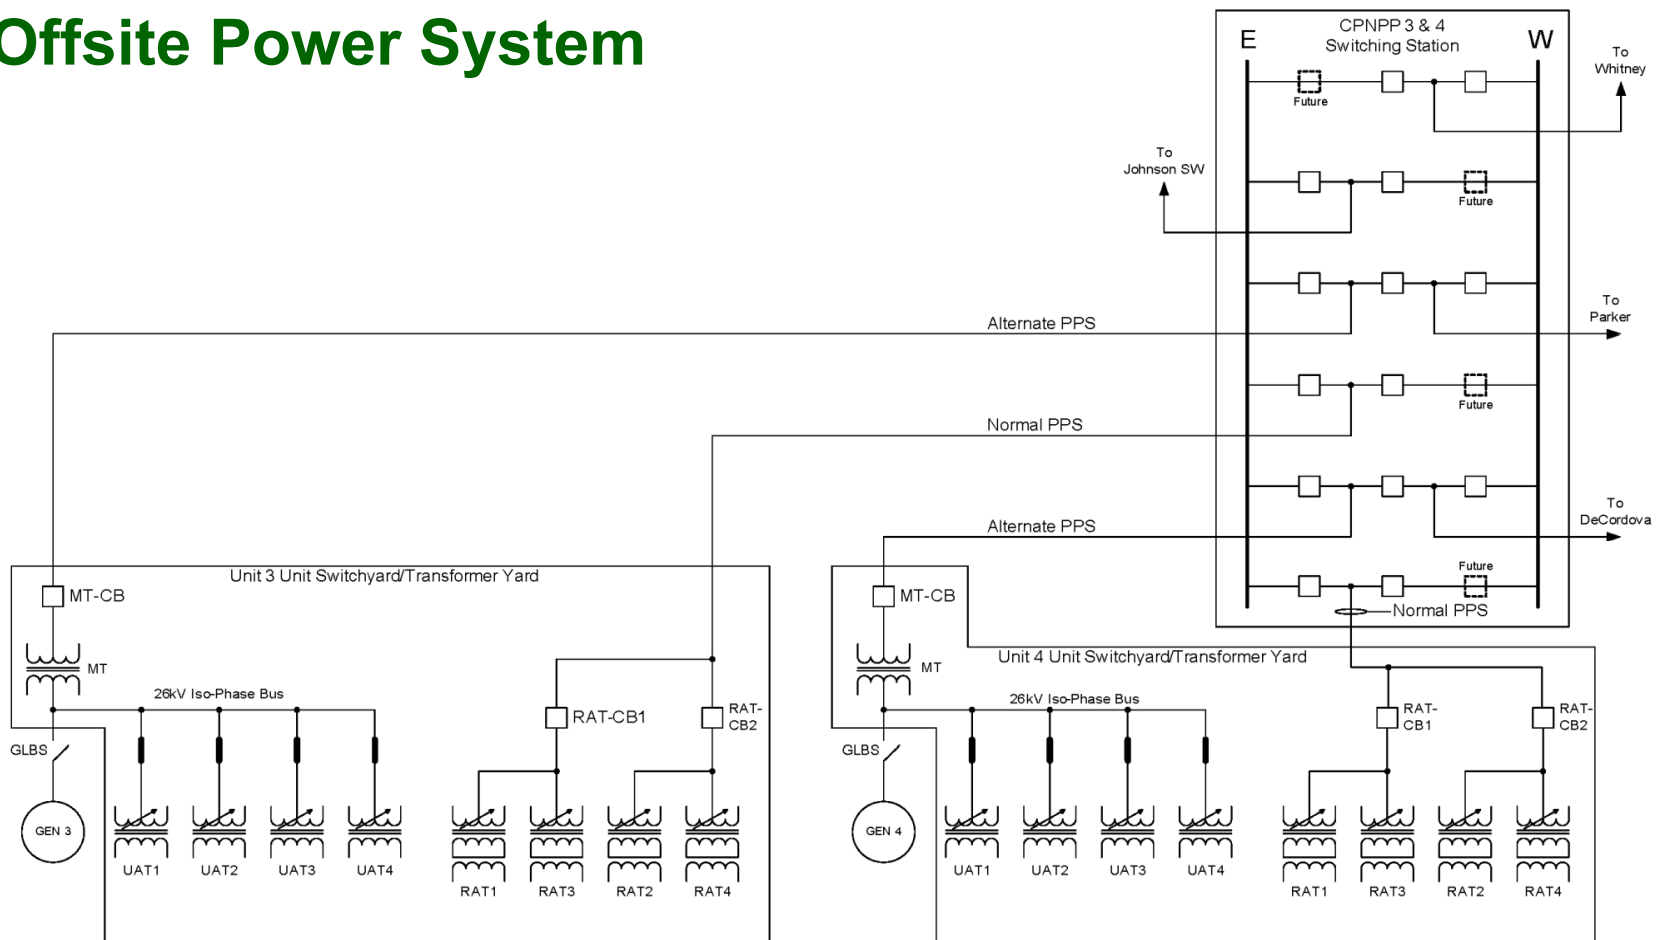 Offsite Power System
CPNPP 3 & 4
Switching Station
E
W
To
Whitney
Future
To
Johnson SW
Future
To
Parker
Alternate PPS
Future
Normal PPS
To
DeCordova
Alternate PPS
Future
Normal PPS
Unit 3 Unit Switchyard/Transformer Yard
MT-CB
MT
26kV Iso-Phase Bus
RAT-CB1
RAT-
CB2
GLBS
GEN 3
UAT1
UAT2
UAT3
UAT4
RAT1
RAT3
RAT2
RAT4
MT-CB
Unit 4 Unit Switchyard/Transformer Yard
MT
26kV Iso-Phase Bus
RAT-
CB1
RAT-
CB2
GLBS
GEN 4
UAT1
UAT2
UAT3
UAT4
RAT1
RAT3
RAT2
RAT4